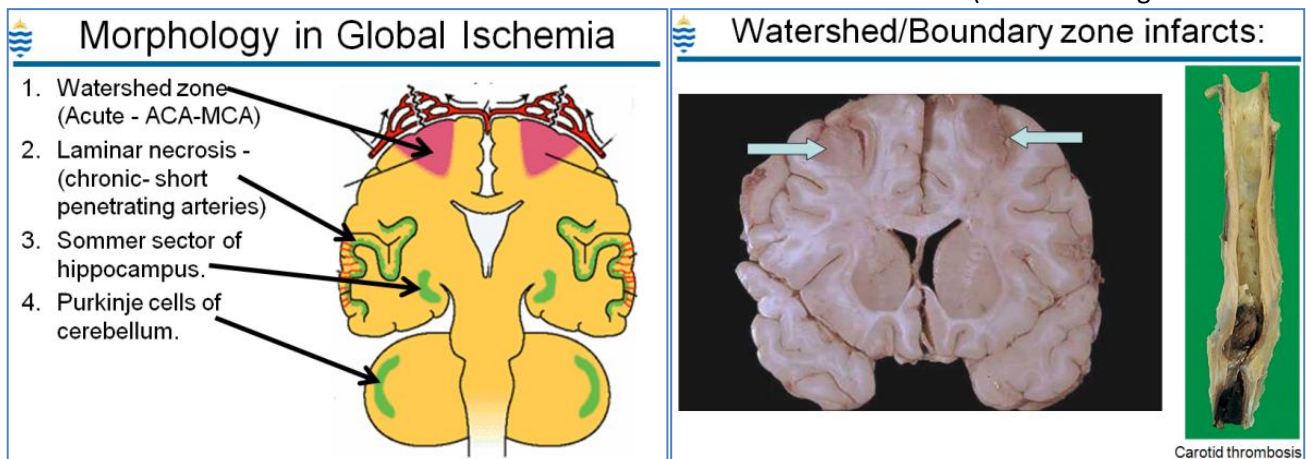 Morphology in Global Ischemia
1. Watershed zone
(Acute - ACA-MCA)
2. Laminar necrosis -
(chronic- short
penetrating arteries)
3. Sommer sector of
hippocampus.
4. Purkinje cells of
cerebellum.
Watershed/Boundary zone infarcts:
Carotid thrombosis